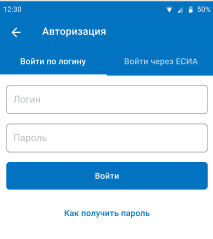 12:30 50%
Авторизация
Войти по логину Войти через ЕСИА
Логин
Пароль
Войти
Как получить пароль